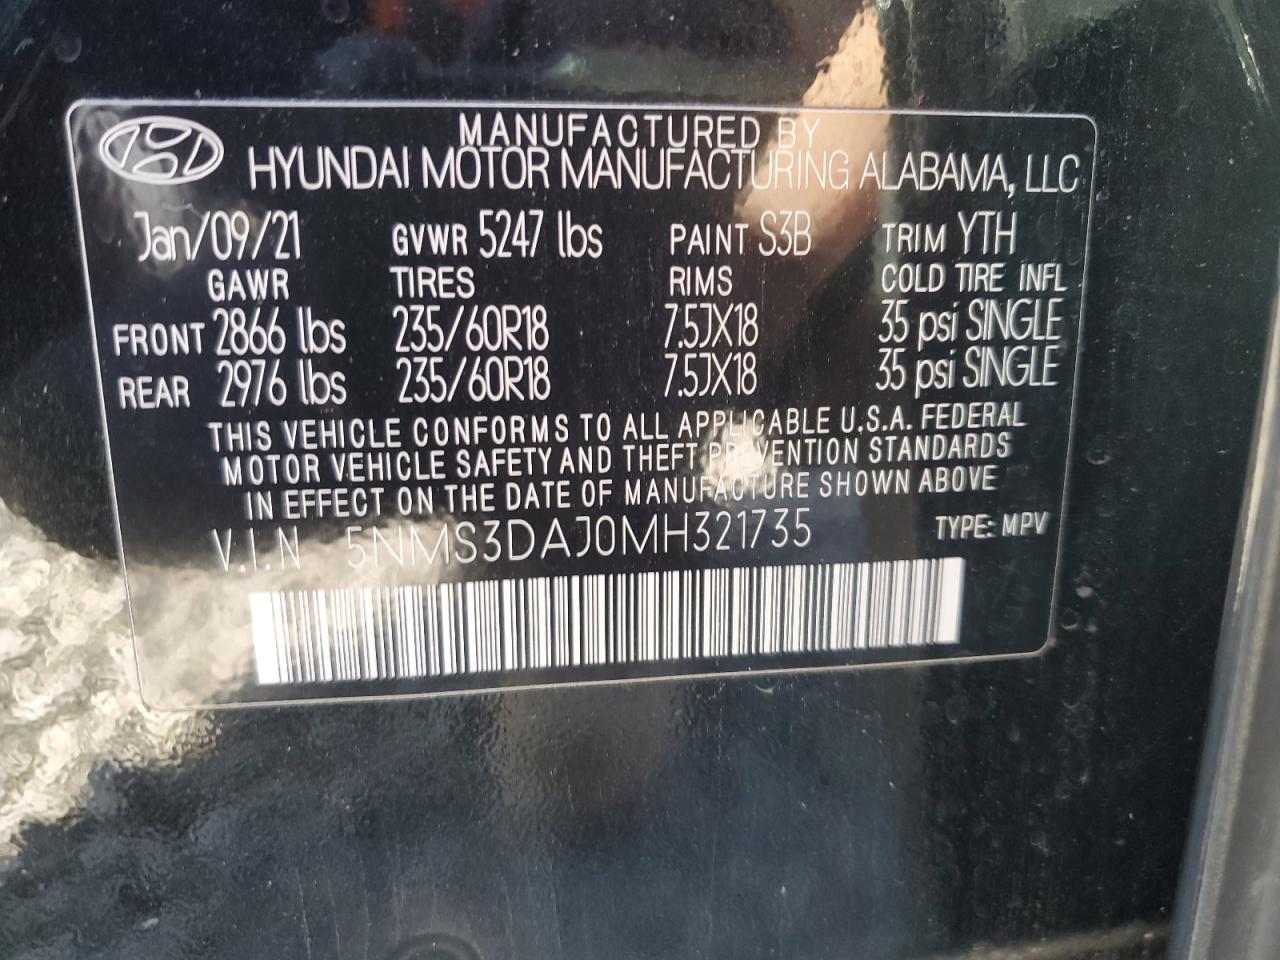 MANUFACTURED BY
HYUNDAI MOTOR MANUFACTURING ALABAMA, LLC
Jan/09/21 GVWR 5247 lbs PAINT S3B TRIM YTH
GAWR TIRES RIMS COLD TIRE INFL
FRONT 2866 lbs 235/60R18 7.5JX18 35 psi SINGLE
REAR 2976 lbs 235/60R18 7.5JX18 35 psi SINGLE
THIS VEHICLE CONFORMS TO ALL APPLICABLE U.S.A. FEDERAL
MOTOR VEHICLE SAFETY AND THEFT PREVENTION STANDARDS
IN EFFECT ON THE DATE OF MANUFACTURE SHOWN ABOVE
V.I.N 5NMS3DAJ0MH321735 TYPE: MPV